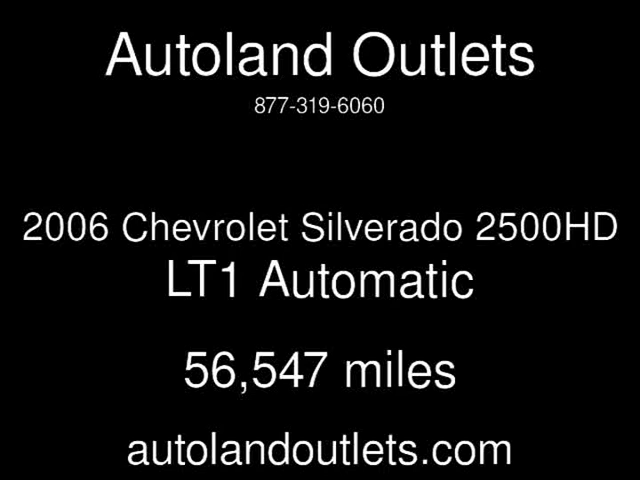 Autoland Outlets
877-319-6060
2006 Chevrolet Silverado 2500HD
LT1 Automatic
56,547 miles
autolandoutlets.com